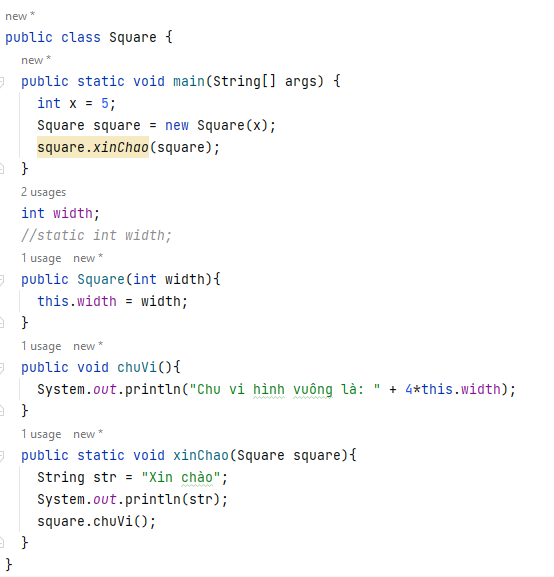 new *
public class Square {
new *
public static void main(String[] args) {
int x = 5;
Square square = new Square(x);
square.xinChao(square);
}
2 usages
int width;
//static int width;
1 usage new *
public Square(int width){
this.width = width;
}
1 usage new *
public void chuVi(){
System.out.println("Chu vi hình vuông là: " + 4*this.width);
}
1 usage new *
public static void xinChao(Square square){
String str = "Xin chào";
System.out.println(str);
square.chuVi();
}
}